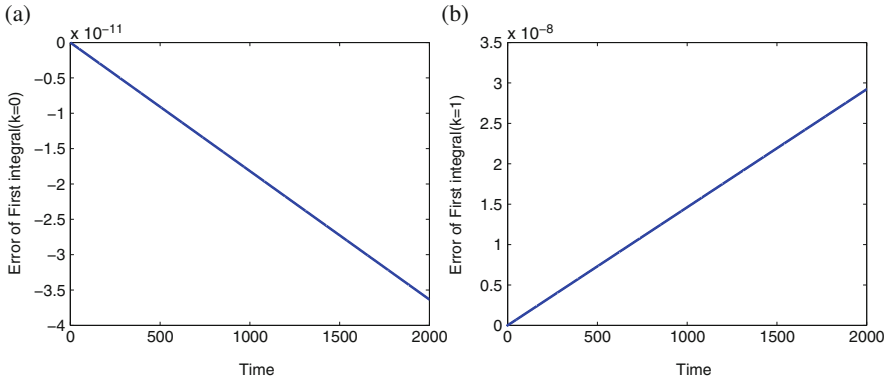 (a)
x 10⁻¹¹
0
−0.5
−1
−1.5
−2
−2.5
−3
−3.5
−4
Error of First integral(k=0)
0 500 1000 1500 2000
Time
(b)
x 10⁻⁸
3.5
3
2.5
2
1.5
1
0.5
0
Error of First integral(k=1)
0 500 1000 1500 2000
Time